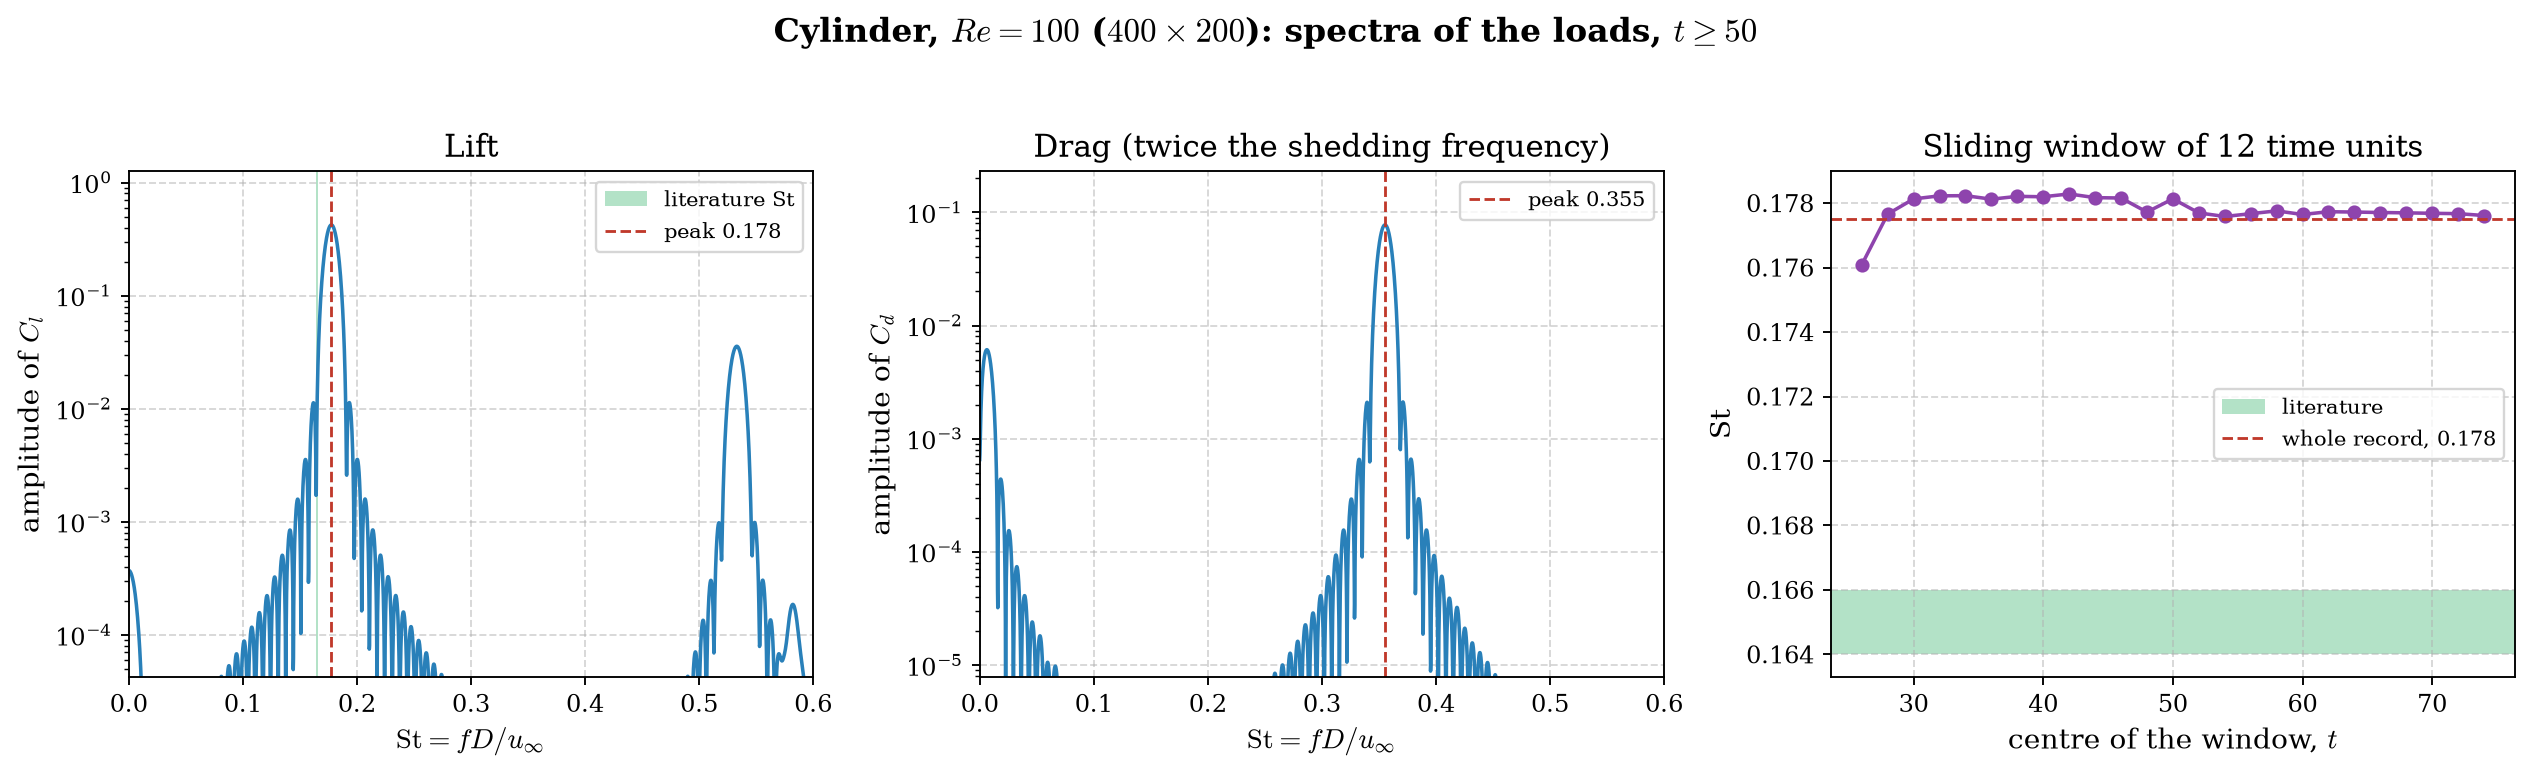 Cylinder, Re = 100 (400 × 200): spectra of the loads, t ≥ 50
Lift
10⁰
10⁻¹
10⁻²
10⁻³
10⁻⁴
amplitude of C_l
literature St
peak 0.178
0.0 0.1 0.2 0.3 0.4 0.5 0.6
St = fD/u_∞
Drag (twice the shedding frequency)
10⁻¹
10⁻²
10⁻³
10⁻⁴
10⁻⁵
amplitude of C_d
peak 0.355
0.0 0.1 0.2 0.3 0.4 0.5 0.6
St = fD/u_∞
Sliding window of 12 time units
0.178
0.176
0.174
0.172
0.170
0.168
0.166
0.164
St
literature
whole record, 0.178
30 40 50 60 70
centre of the window, t